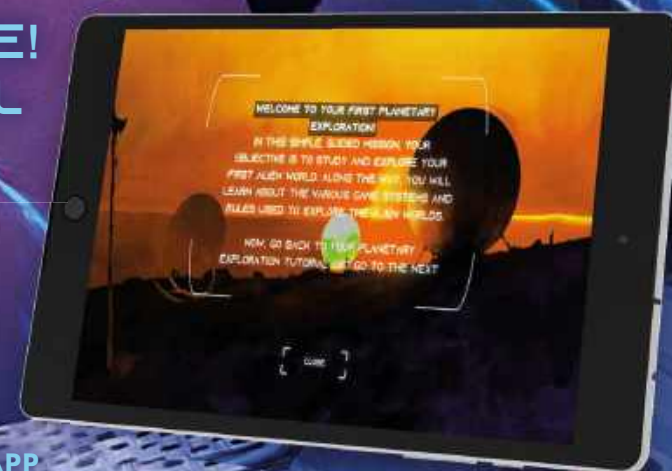 E!
WELCOME TO YOUR FIRST PLANETARY
EXPLORATION!
IN THIS SIMPLE, GUIDED MISSION, YOUR
OBJECTIVE IS TO STUDY AND EXPLORE YOUR
FIRST ALIEN WORLD. ALONG THE WAY, YOU WILL
LEARN ABOUT THE VARIOUS GAME SYSTEMS AND
RULES USED TO EXPLORE THE ALIEN WORLDS.
NOW, GO BACK TO YOUR PLANETARY
EXPLORATION TUTORIAL GO TO THE NEXT
CLOSE
APP